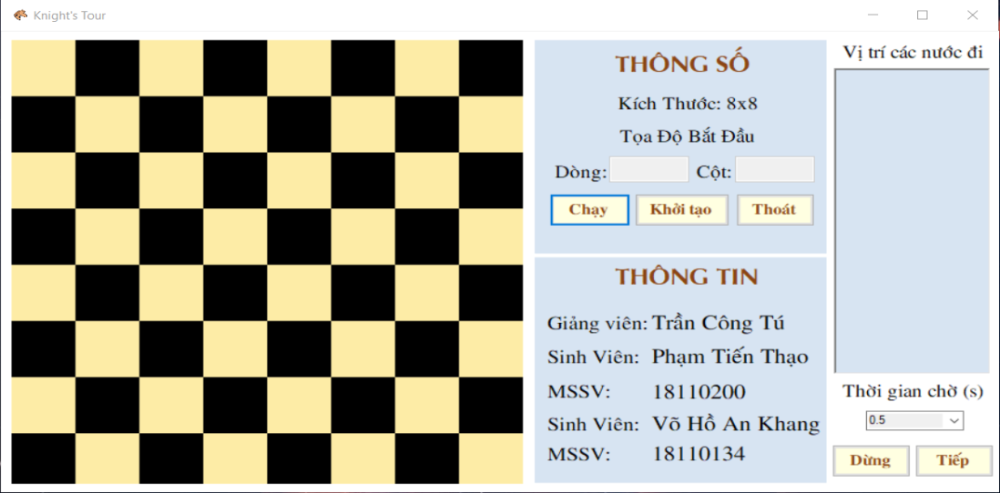 Knight's Tour
THÔNG SỐ
Kích Thước: 8x8
Tọa Độ Bắt Đầu
Dòng: Cột:
Chạy Khởi tạo Thoát
THÔNG TIN
Giảng viên: Trần Công Tú
Sinh Viên: Phạm Tiến Thạo
MSSV: 18110200
Sinh Viên: Võ Hồ An Khang
MSSV: 18110134
Vị trí các nước đi
Thời gian chờ (s)
0.5
Dừng Tiếp